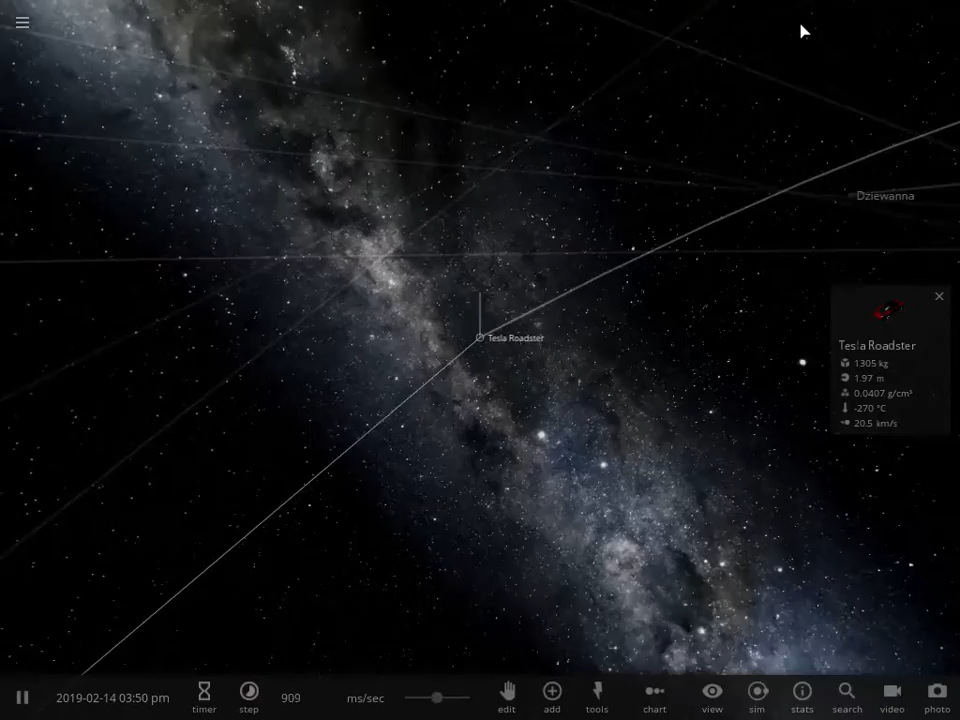 Dziewanna
Tesla Roadster
Tesla Roadster
1305 kg
1.97 m
0.0407 g/cm³
-270 °C
20.5 km/s
2019-02-14 03:50 pm
timer
step
909
ms/sec
edit
add
tools
chart
view
sim
stats
search
video
photo